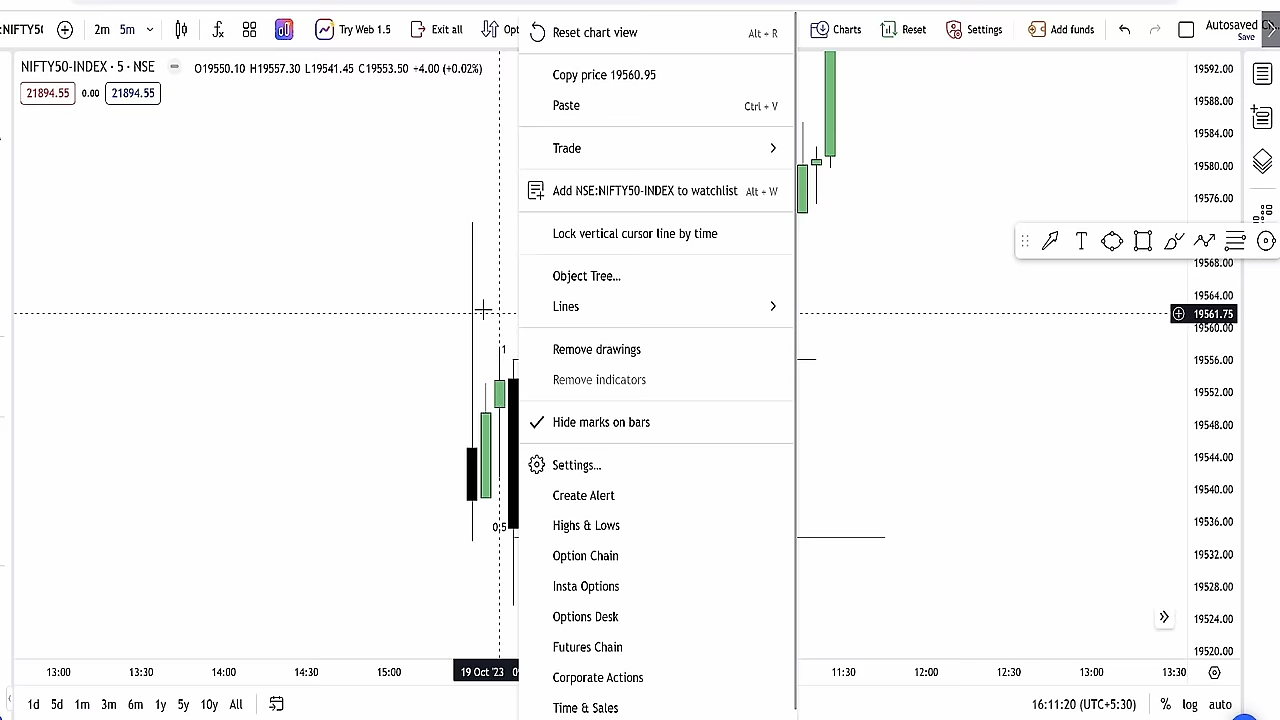 :NIFTY50
2m 5m
Try Web 1.5
Exit all
Opt
Charts
Reset
Settings
Add funds
Autosaved C
Save
NIFTY50-INDEX · 5 · NSE
O19550.10 H19557.30 L19541.45 C19553.50 +4.00 (+0.02%)
21894.55 0.00 21894.55
Reset chart view Alt + R
Copy price 19560.95
Paste Ctrl + V
Trade
Add NSE:NIFTY50-INDEX to watchlist Alt + W
Lock vertical cursor line by time
Object Tree...
Lines
Remove drawings
Remove indicators
Hide marks on bars
Settings...
Create Alert
Highs & Lows
Option Chain
Insta Options
Options Desk
Futures Chain
Corporate Actions
Time & Sales
1
0.5
T
19592.00
19588.00
19584.00
19580.00
19576.00
19568.00
19564.00
19561.75
19560.00
19556.00
19552.00
19548.00
19544.00
19540.00
19536.00
19532.00
19528.00
19524.00
19520.00
13:00 13:30 14:00 14:30 15:00 19 Oct '23 11:30 12:00 12:30 13:00 13:30
1d 5d 1m 3m 6m 1y 5y 10y All
16:11:20 (UTC+5:30) % log auto